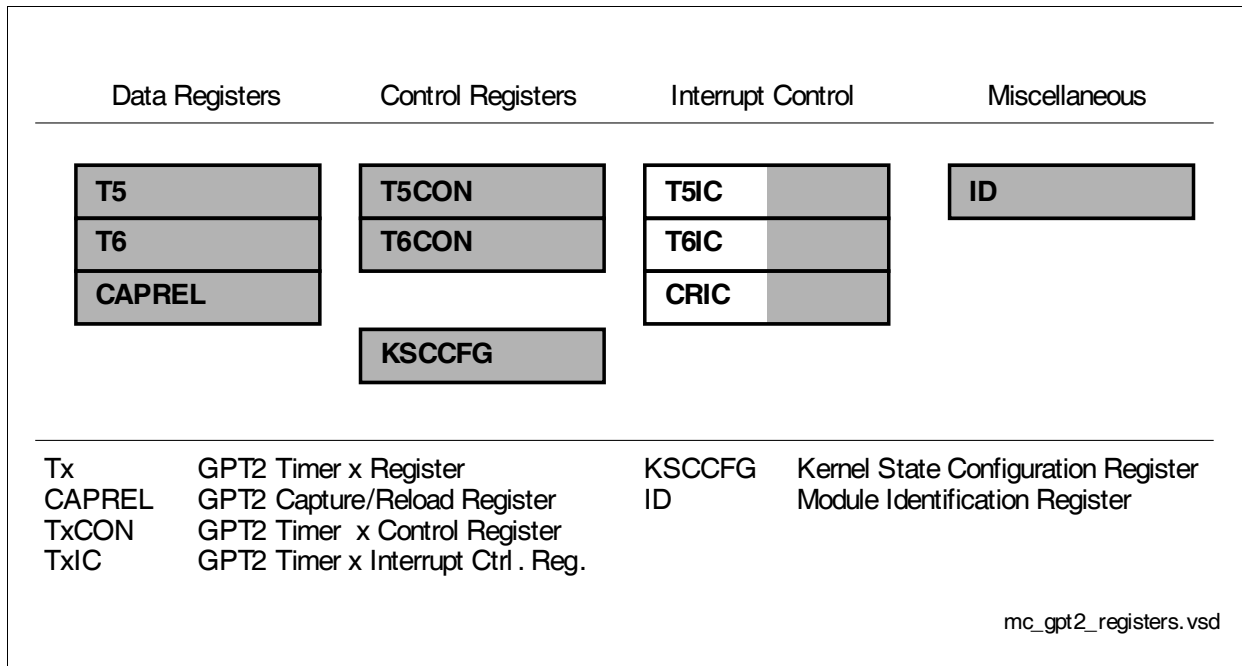 Data Registers Control Registers Interrupt Control Miscellaneous
T5 T5CON T5IC ID
T6 T6CON T6IC
CAPREL CRIC
KSCCFG
Tx GPT2 Timer x Register KSCCFG Kernel State Configuration Register
CAPREL GPT2 Capture/Reload Register ID Module Identification Register
TxCON GPT2 Timer x Control Register
TxIC GPT2 Timer x Interrupt Ctrl . Reg.
mc_gpt2_registers.vsd